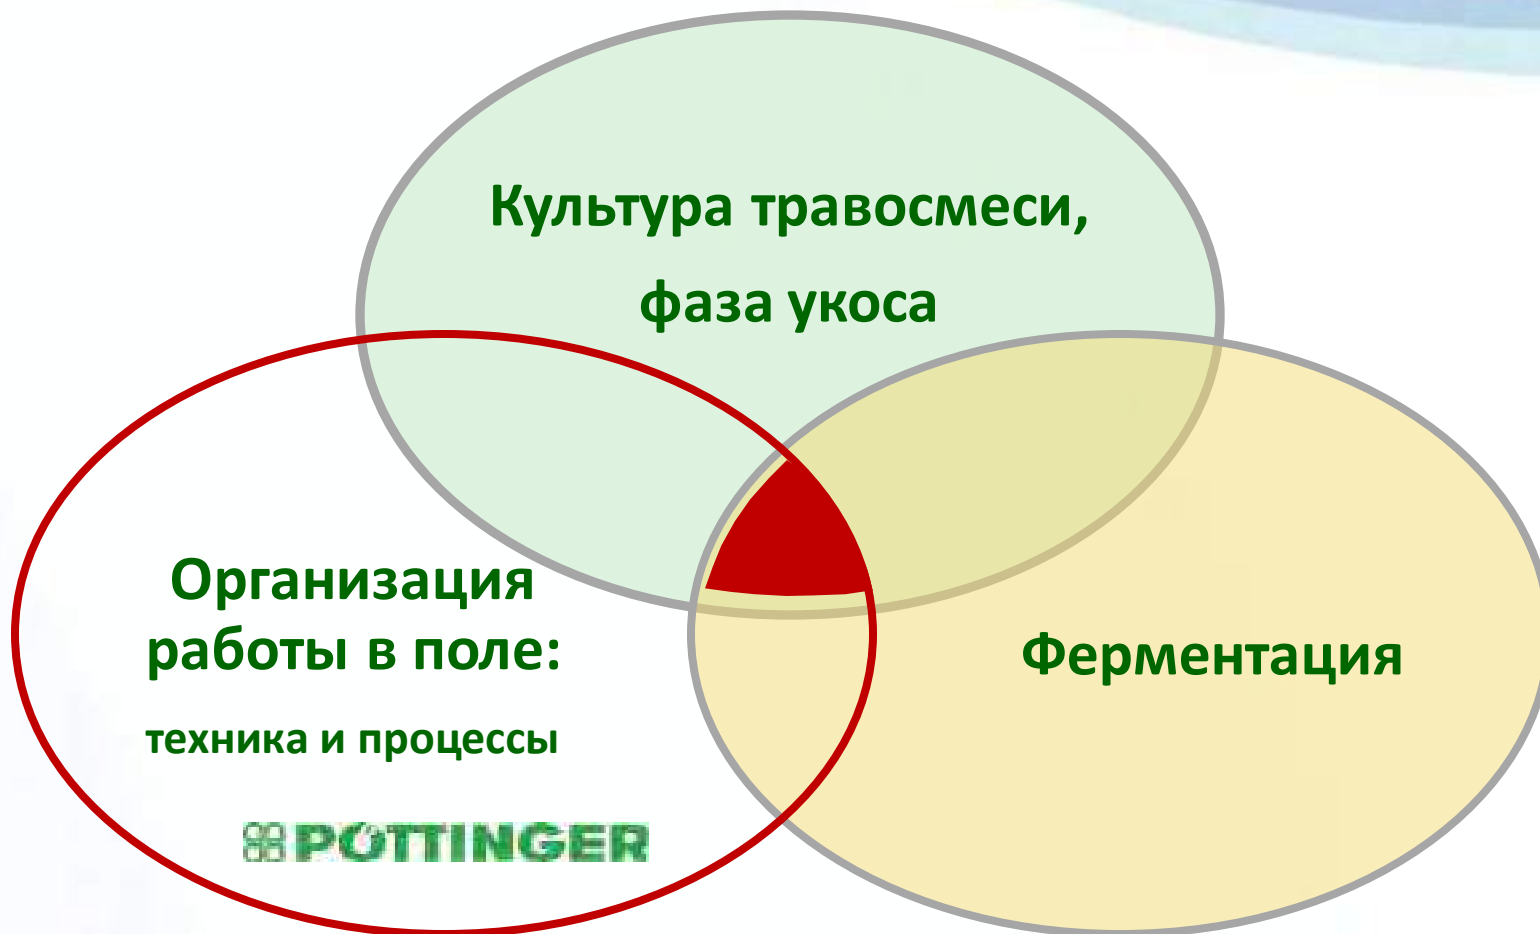 Культура травосмеси,
фаза укоса
Организация
работы в поле:
техника и процессы
PÖTTINGER
Ферментация